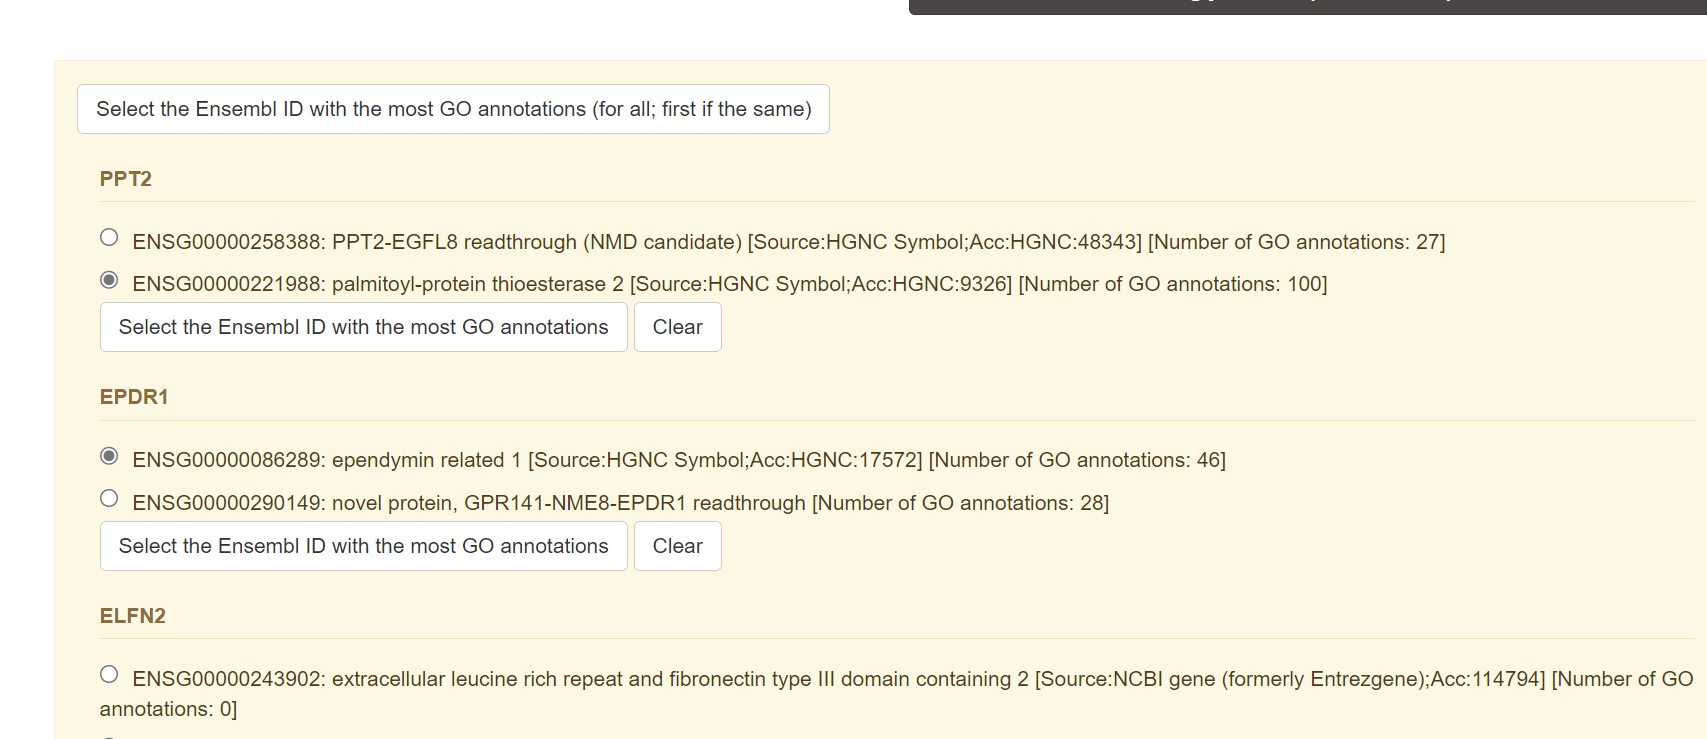 Select the Ensembl ID with the most GO annotations (for all; first if the same)
PPT2
ENSG00000258388: PPT2-EGFL8 readthrough (NMD candidate) [Source:HGNC Symbol;Acc:HGNC:48343] [Number of GO annotations: 27]
ENSG00000221988: palmitoyl-protein thioesterase 2 [Source:HGNC Symbol;Acc:HGNC:9326] [Number of GO annotations: 100]
Select the Ensembl ID with the most GO annotations Clear
EPDR1
ENSG00000086289: ependymin related 1 [Source:HGNC Symbol;Acc:HGNC:17572] [Number of GO annotations: 46]
ENSG00000290149: novel protein, GPR141-NME8-EPDR1 readthrough [Number of GO annotations: 28]
Select the Ensembl ID with the most GO annotations Clear
ELFN2
ENSG00000243902: extracellular leucine rich repeat and fibronectin type III domain containing 2 [Source:NCBI gene (formerly Entrezgene);Acc:114794] [Number of GO
annotations: 0]